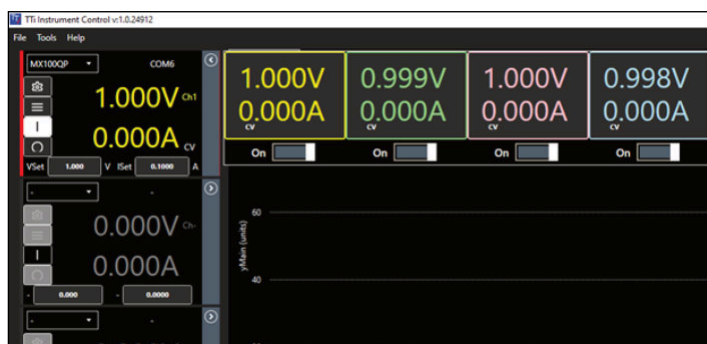 TTi Instrument Control v:1.0.24912
File Tools Help
MX100QP COM6
1.000V Ch1
0.000A CV
VSet 1.000 V ISet 0.1000 A
1.000V 0.999V 1.000V 0.998V
0.000A 0.000A 0.000A 0.000A
CV CV CV CV
On On On On
- -
0.000V Ch-
0.000A
- 0.000 - 0.0000
- -
yMain (units)
60
40